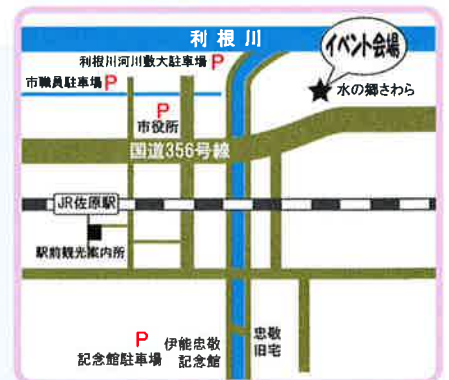 利根川
イベント会場
利根川河川敷大駐車場 P
市職員駐車場 P
水の郷さわら
P
市役所
国道356号線
JR佐原駅
駅前観光案内所
P
記念館駐車場
伊能忠敬
記念館
忠敬
旧宅